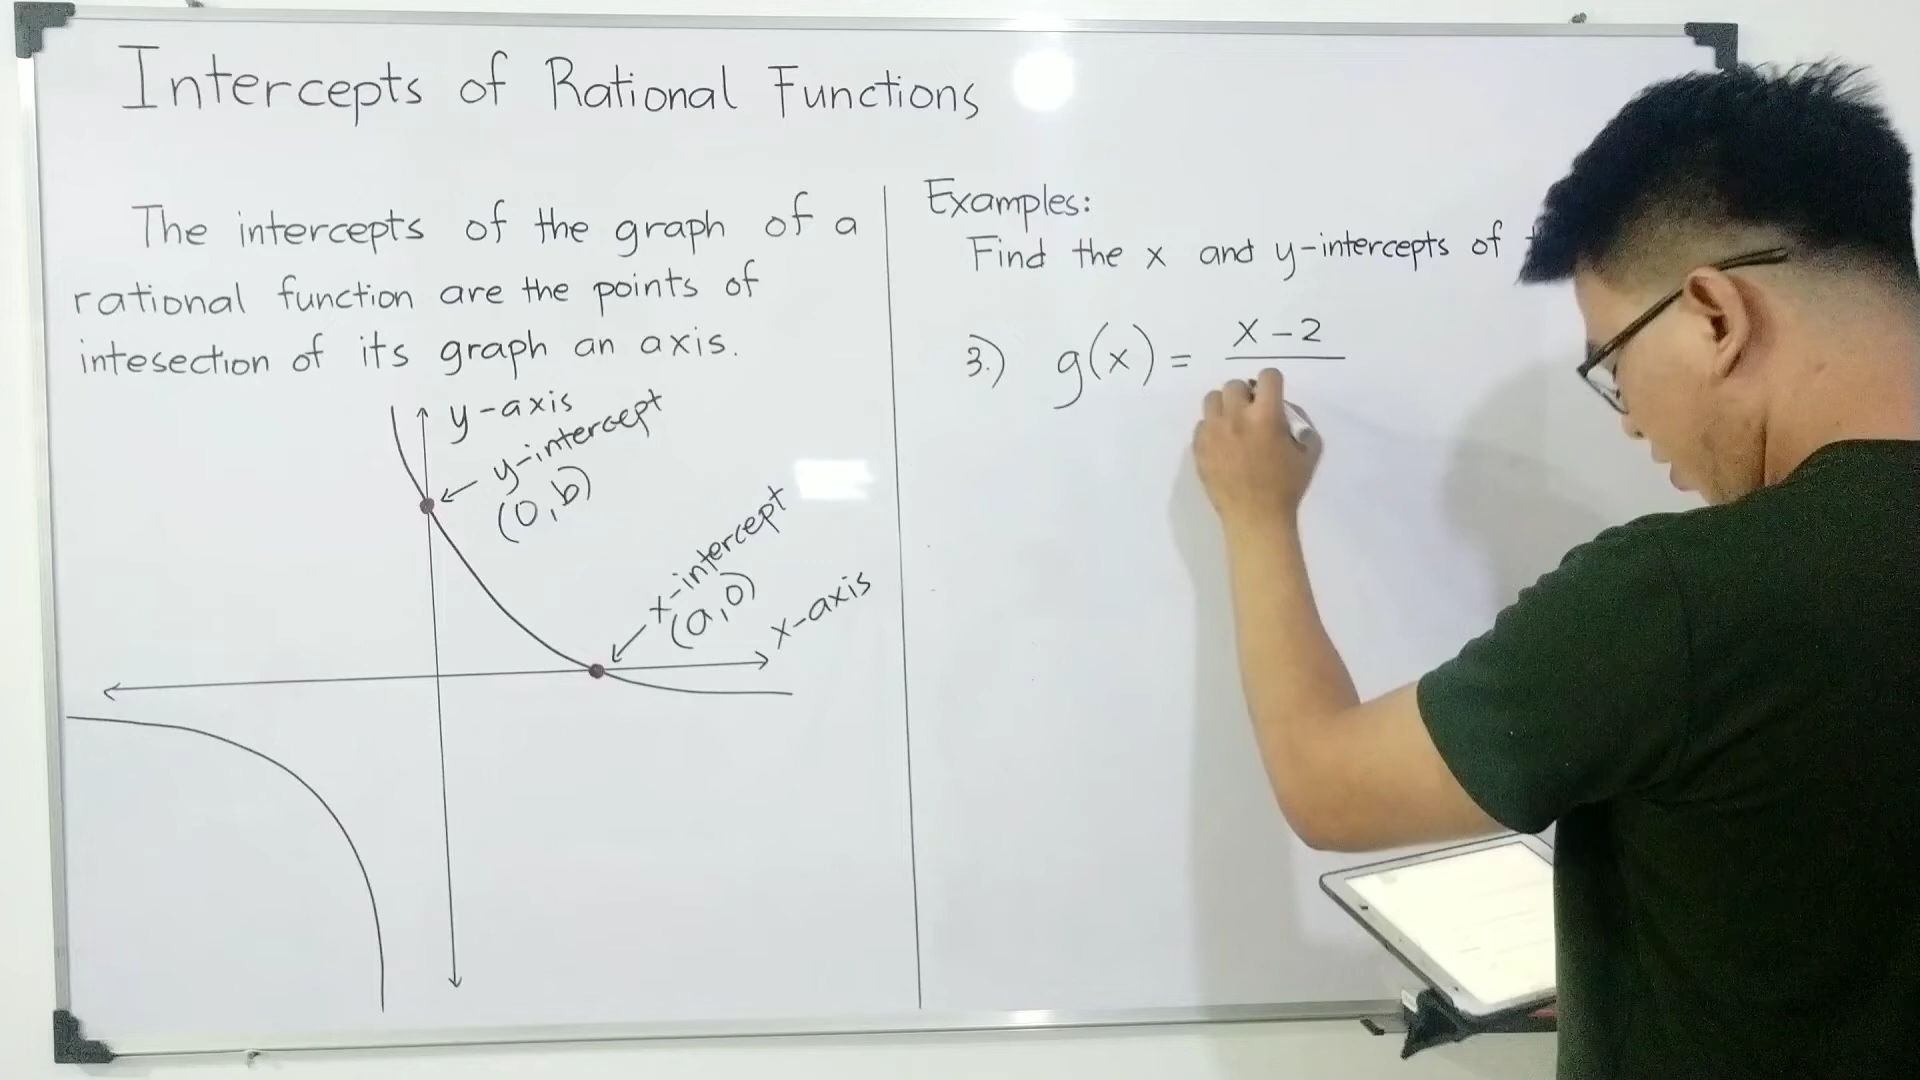 Intercepts of Rational Functions
The intercepts of the graph of a
rational function are the points of
intesection of its graph an axis.
y-axis
y-intercept
(0,b)
x-intercept
(a,0)
x-axis
Examples:
Find the x and y-intercepts of
3.) g(x) = x-2